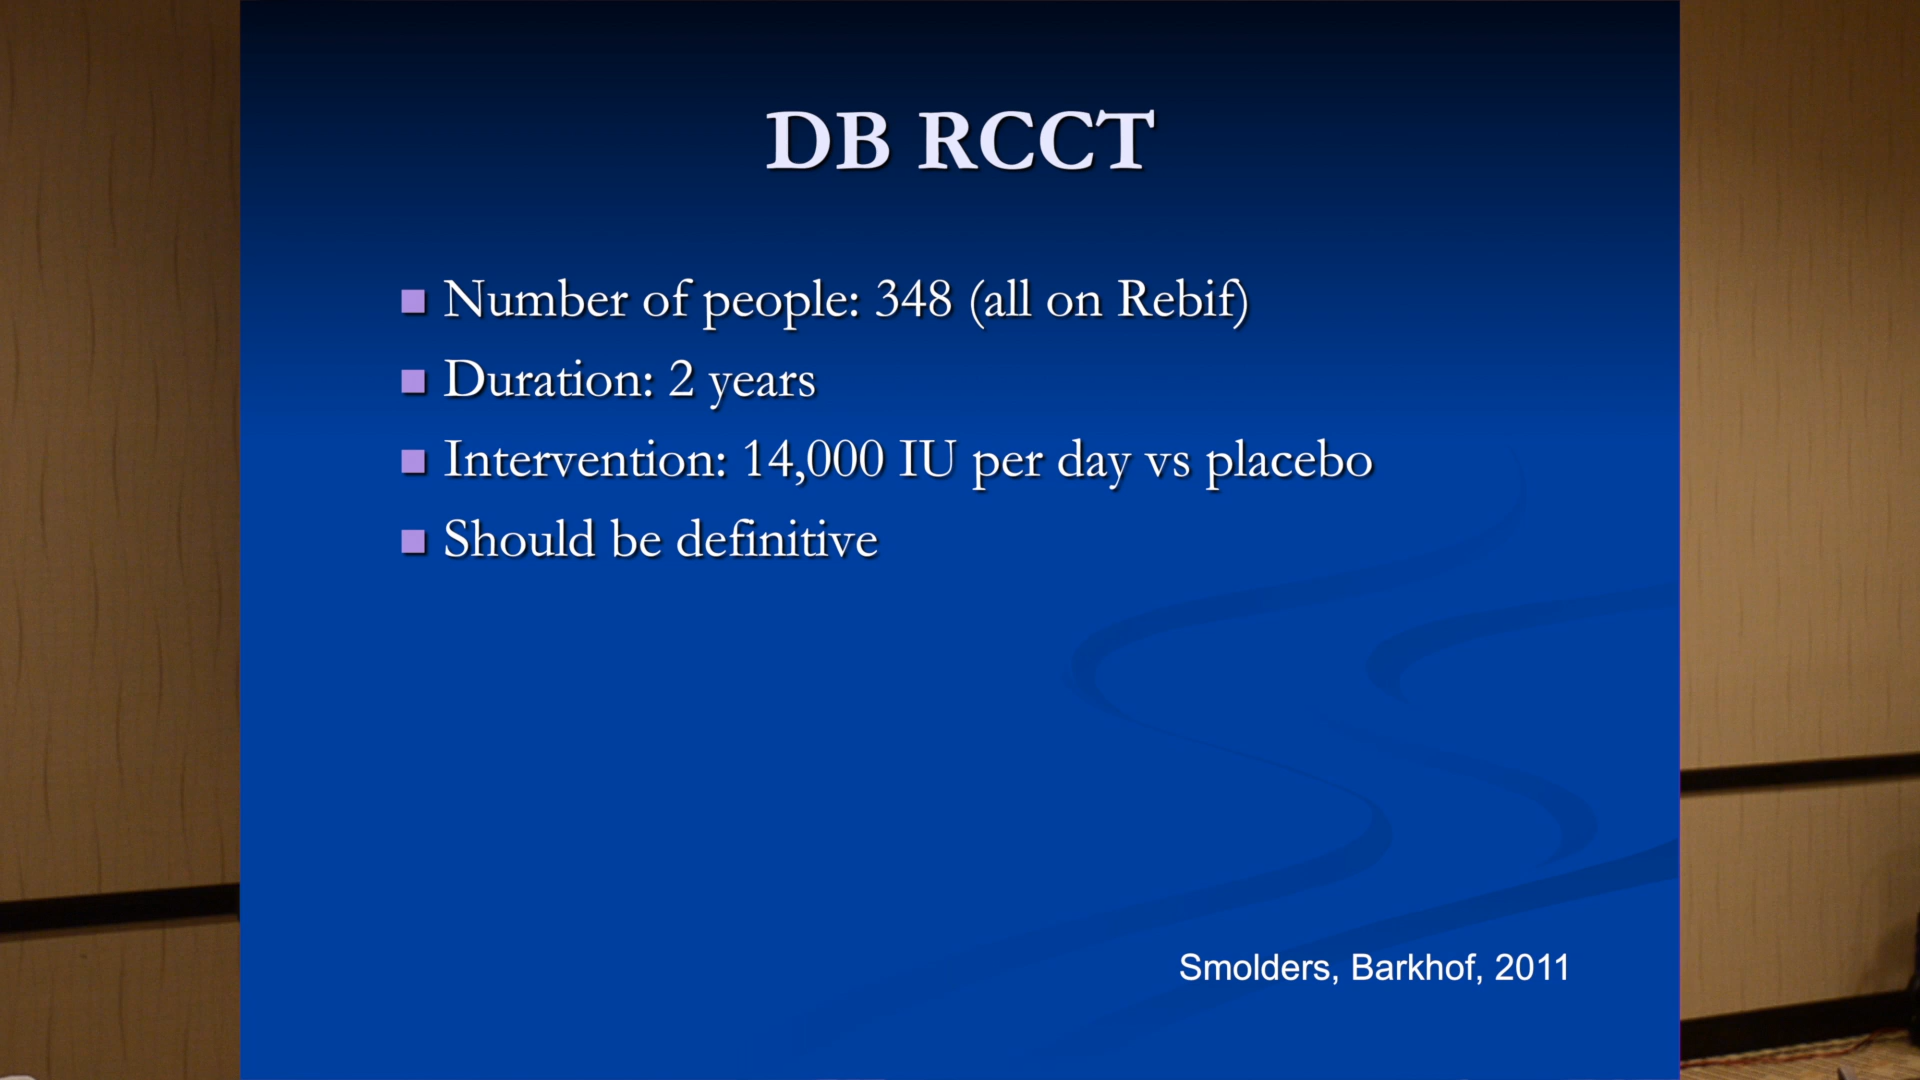 DB RCCT
Number of people: 348 (all on Rebif)
Duration: 2 years
Intervention: 14,000 IU per day vs placebo
Should be definitive
Smolders, Barkhof, 2011